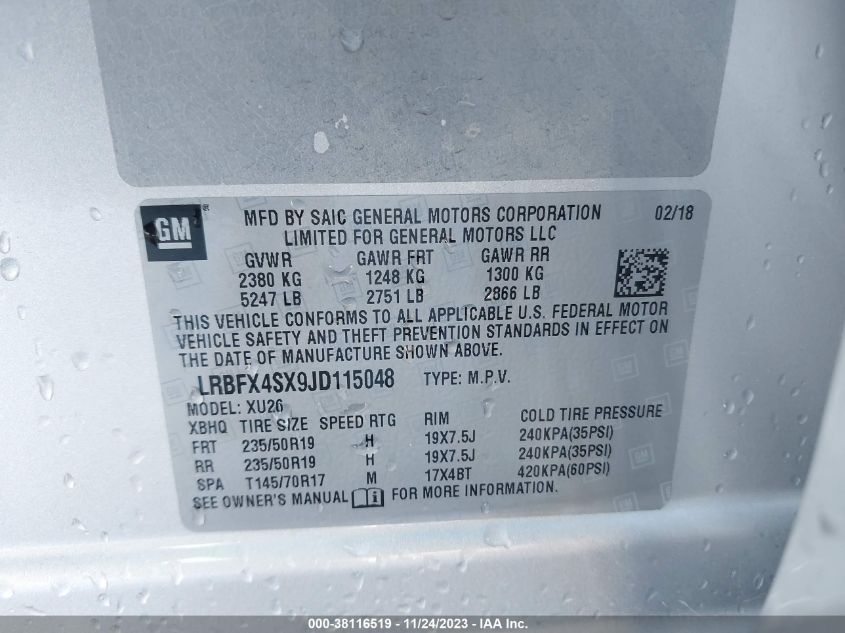 GM
MFD BY SAIC GENERAL MOTORS CORPORATION 02/18
LIMITED FOR GENERAL MOTORS LLC
GVWR GAWR FRT GAWR RR
2380 KG 1248 KG 1300 KG
5247 LB 2751 LB 2866 LB
THIS VEHICLE CONFORMS TO ALL APPLICABLE U.S. FEDERAL MOTOR
VEHICLE SAFETY AND THEFT PREVENTION STANDARDS IN EFFECT ON
THE DATE OF MANUFACTURE SHOWN ABOVE.
LRBFX4SX9JD115048 TYPE: M.P.V.
MODEL: XU26
XBHQ TIRE SIZE SPEED RTG RIM COLD TIRE PRESSURE
FRT 235/50R19 H 19X7.5J 240KPA(35PSI)
RR 235/50R19 H 19X7.5J 240KPA(35PSI)
SPA T145/70R17 M 17X4BT 420KPA(60PSI)
SEE OWNER'S MANUAL FOR MORE INFORMATION.
000-38116519 - 11/24/2023 - IAA Inc.